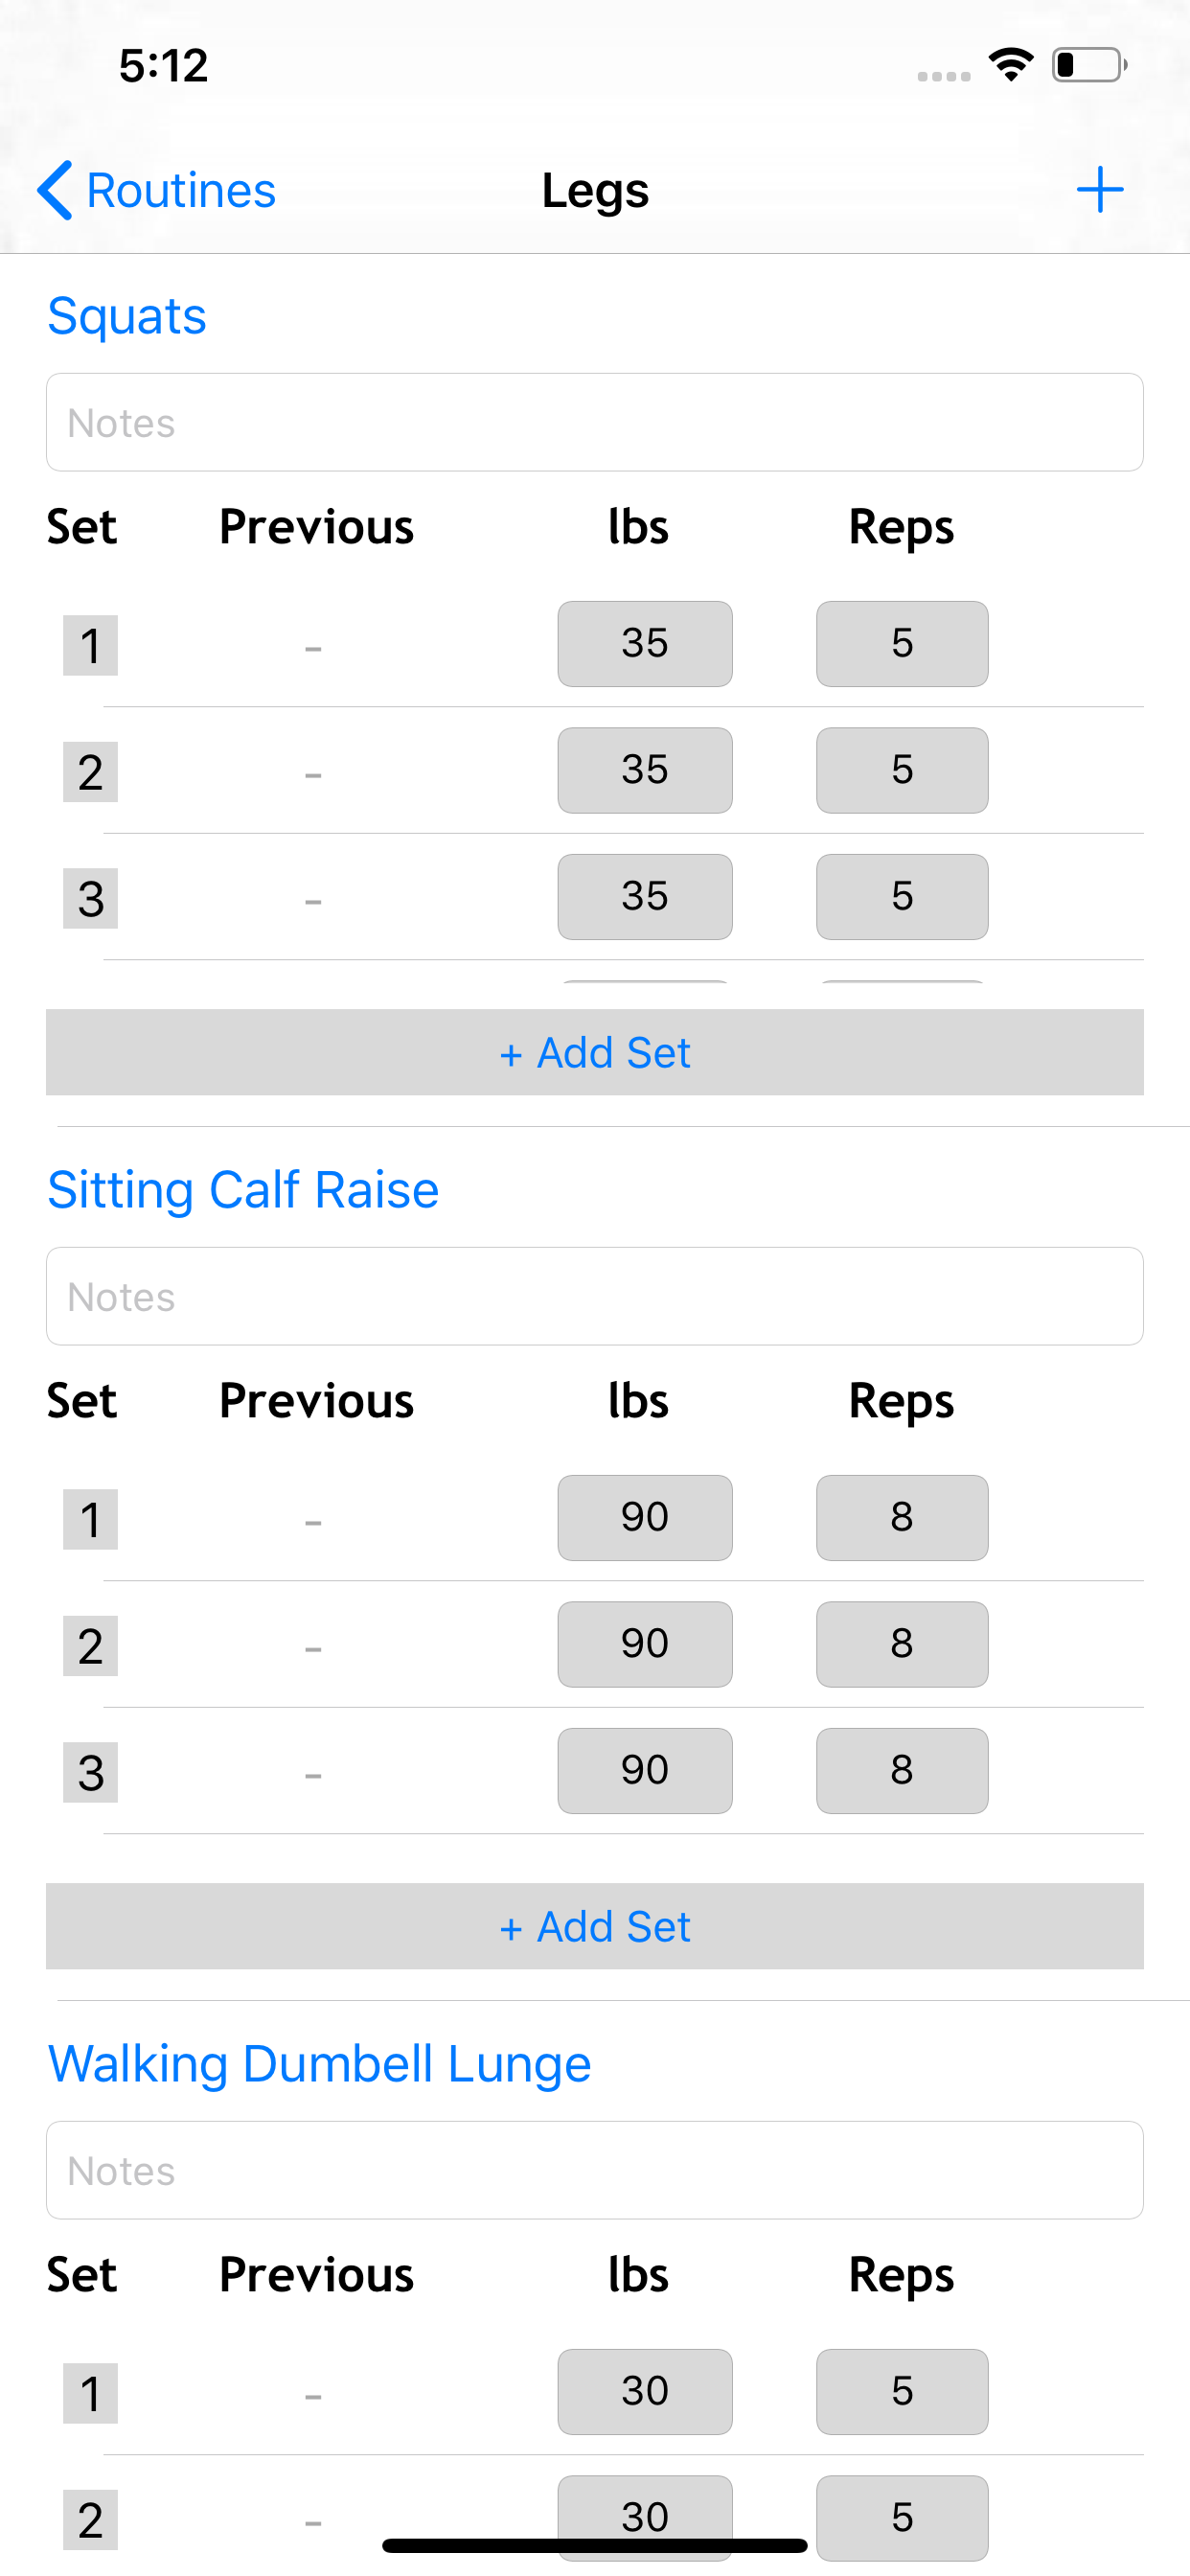 5:12
Routines Legs +
Squats
Notes
Set Previous lbs Reps
1 - 35 5
2 - 35 5
3 - 35 5
+ Add Set
Sitting Calf Raise
Notes
Set Previous lbs Reps
1 - 90 8
2 - 90 8
3 - 90 8
+ Add Set
Walking Dumbell Lunge
Notes
Set Previous lbs Reps
1 - 30 5
2 - 30 5